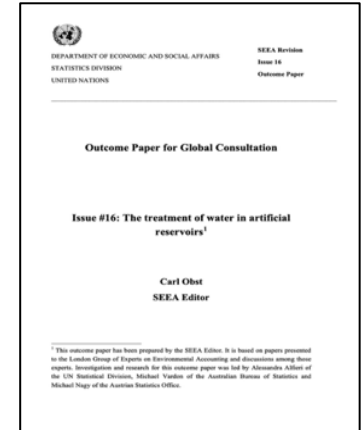 DEPARTMENT OF ECONOMIC AND SOCIAL AFFAIRS
STATISTICS DIVISION
UNITED NATIONS
SEEA Revision
Issue 16
Outcome Paper
Outcome Paper for Global Consultation
Issue #16: The treatment of water in artificial
reservoirs¹
Carl Obst
SEEA Editor
¹ This outcome paper has been prepared by the SEEA Editor. It is based on papers presented
to the London Group of Experts on Environmental Accounting and discussions among those
experts. Investigation and research for this outcome paper was led by Alessandra Alfieri of
the UN Statistical Division, Michael Vardon of the Australian Bureau of Statistics and
Michael Nagy of the Austrian Statistics Office.